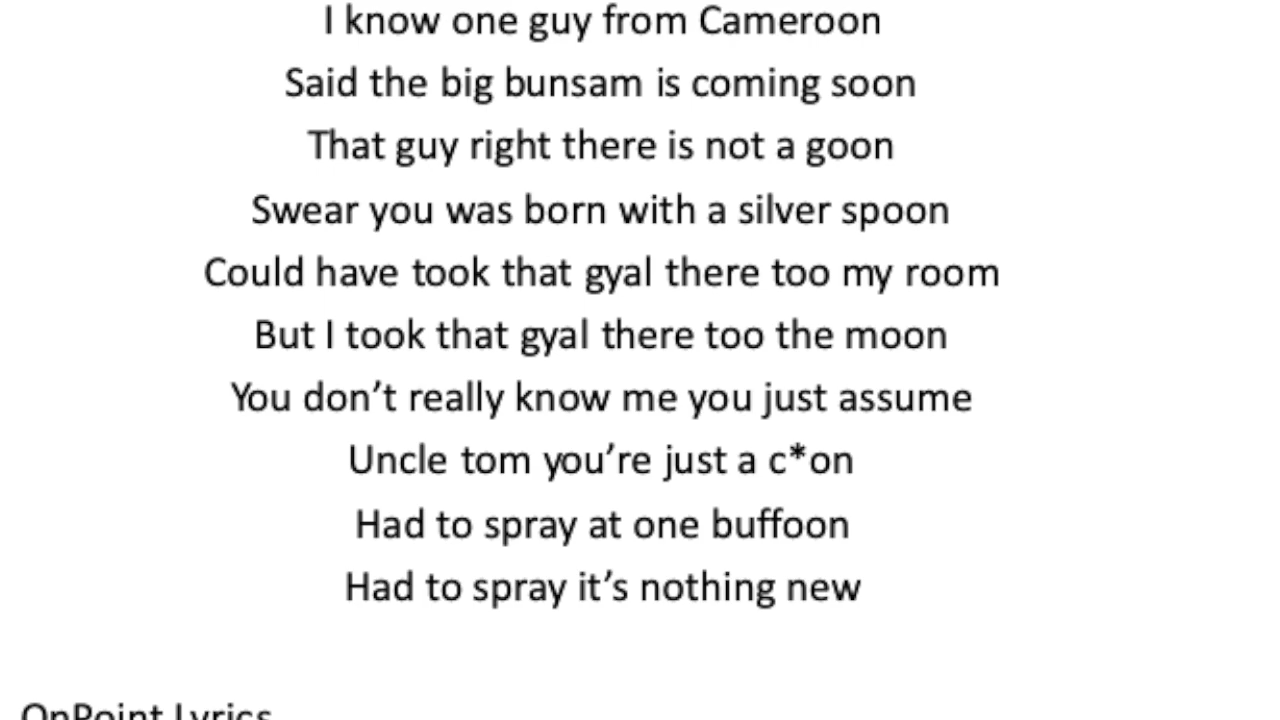 I know one guy from Cameroon
Said the big bunsam is coming soon
That guy right there is not a goon
Swear you was born with a silver spoon
Could have took that gyal there too my room
But I took that gyal there too the moon
You don’t really know me you just assume
Uncle tom you’re just a c*on
Had to spray at one buffoon
Had to spray it’s nothing new
OnPoint Lyrics